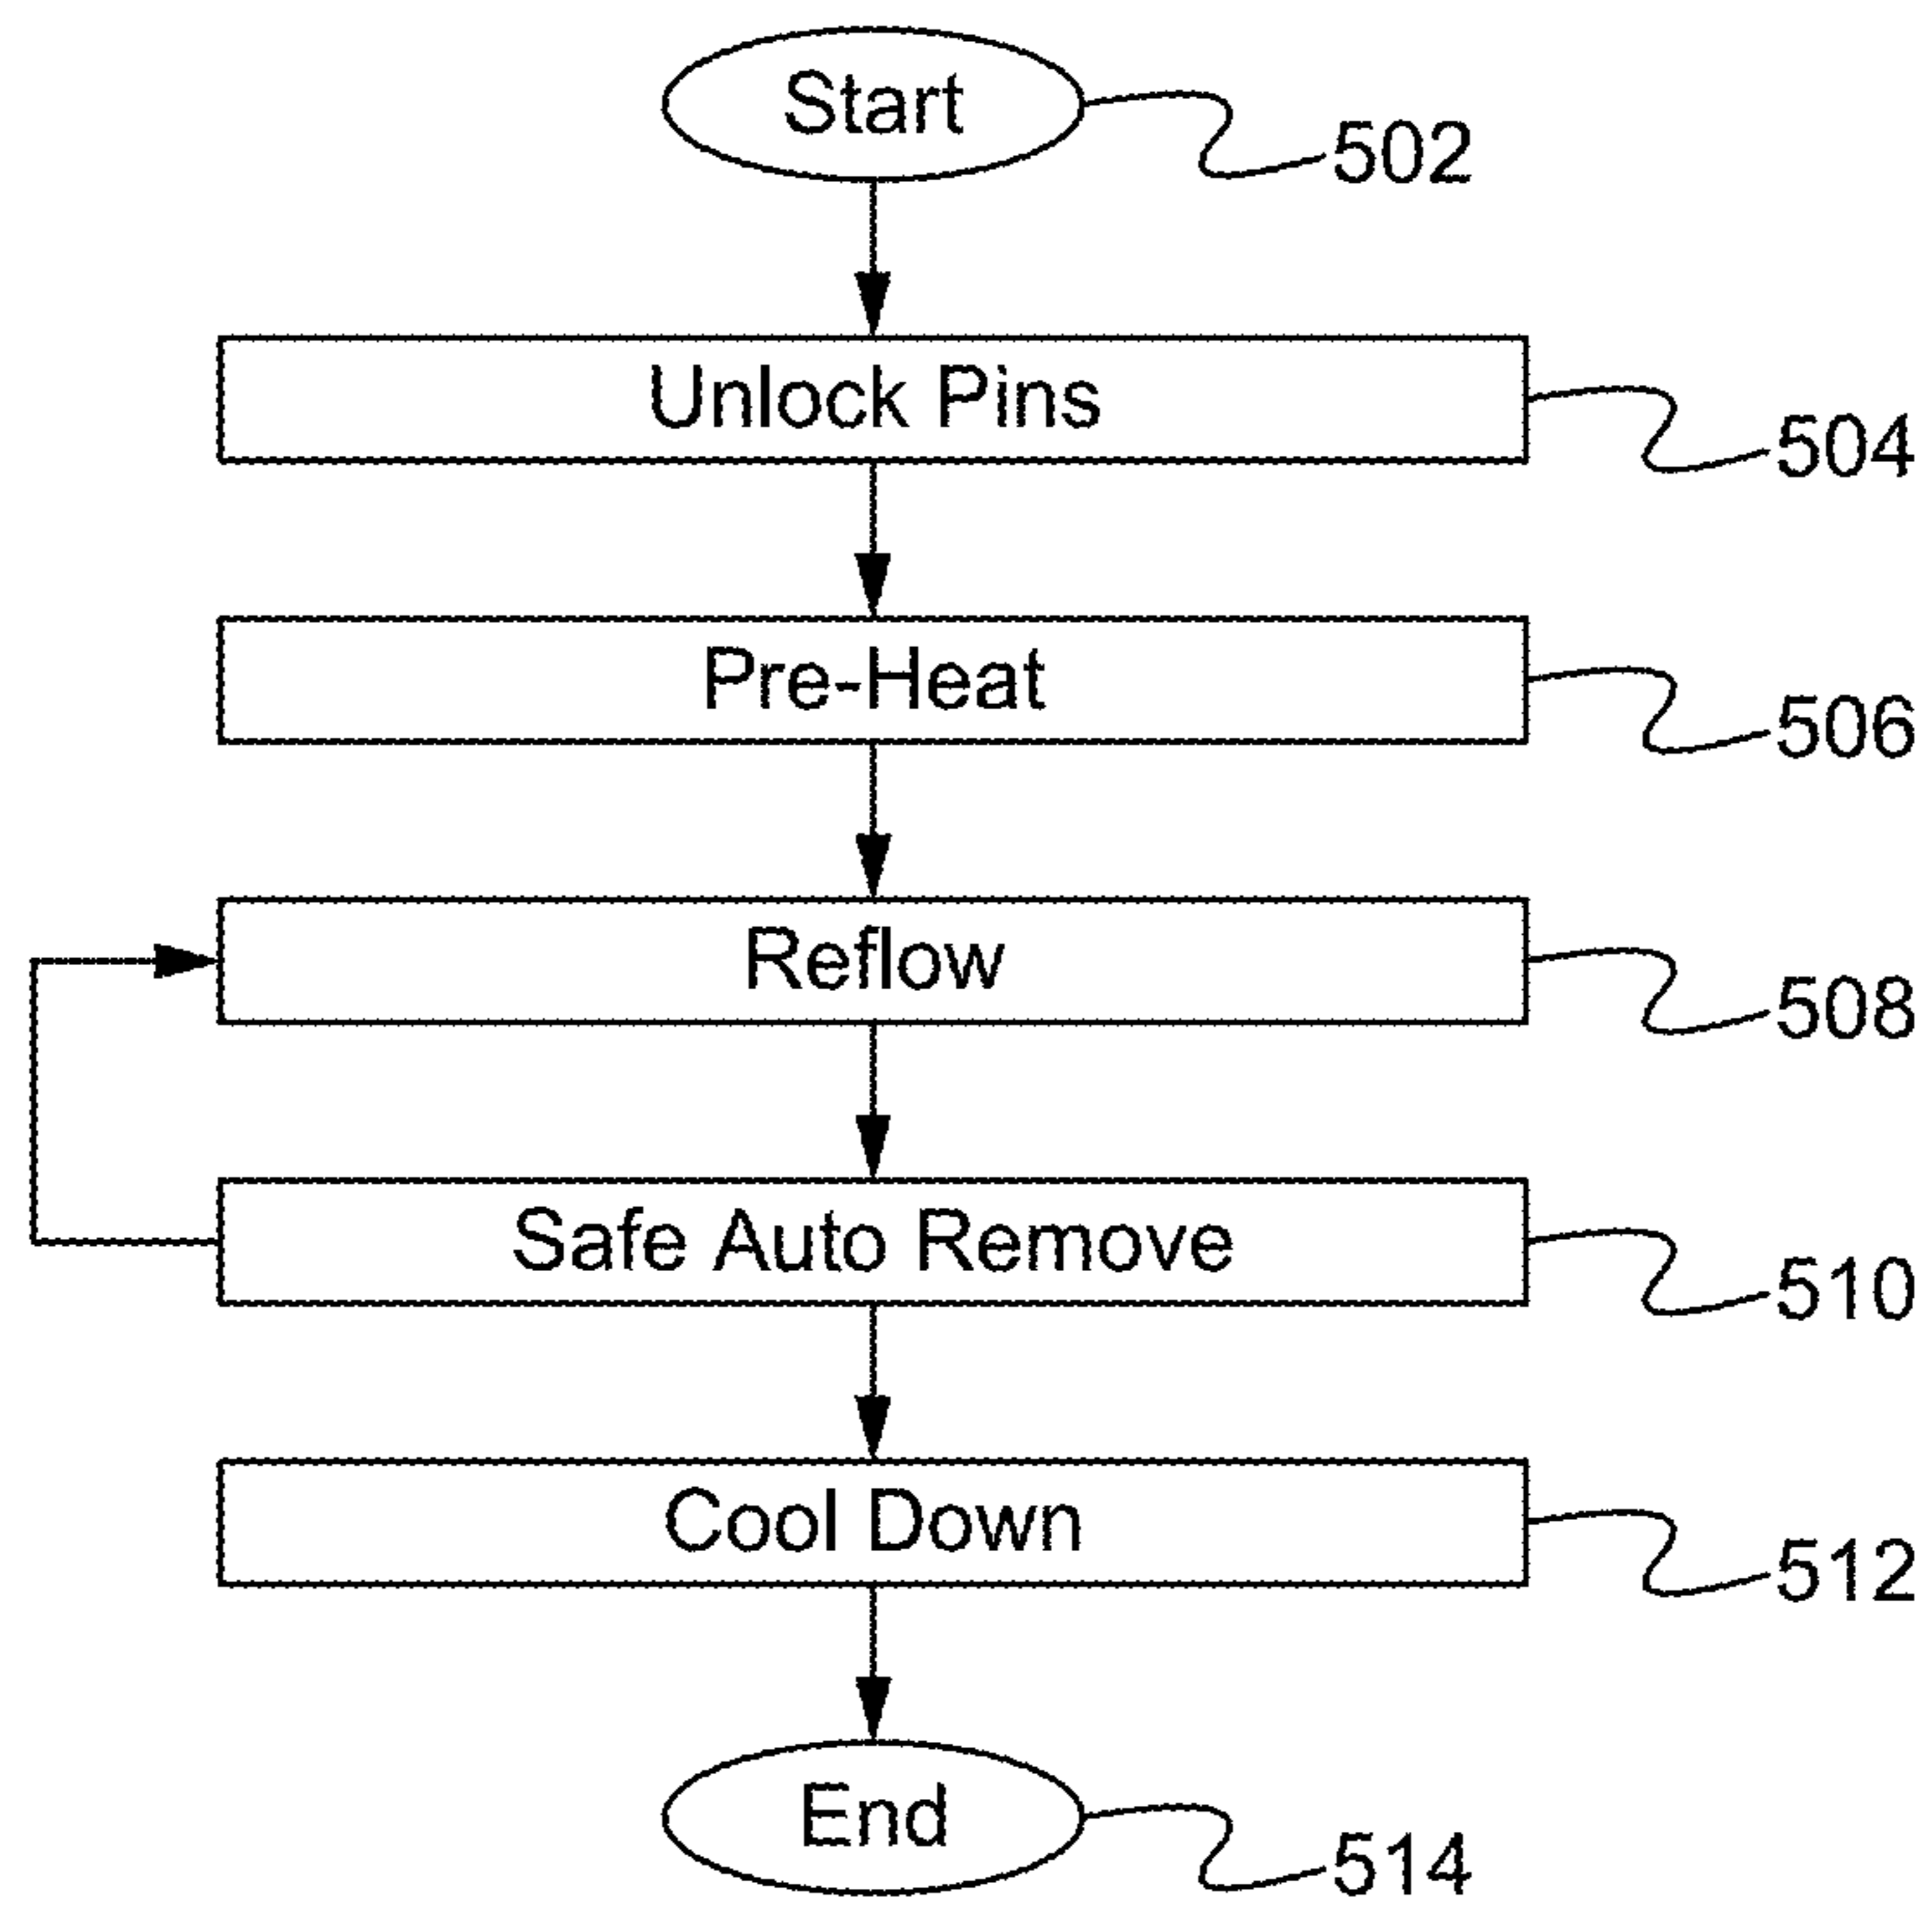 Start
502
Unlock Pins
504
Pre-Heat
506
Reflow
508
Safe Auto Remove
510
Cool Down
512
End
514